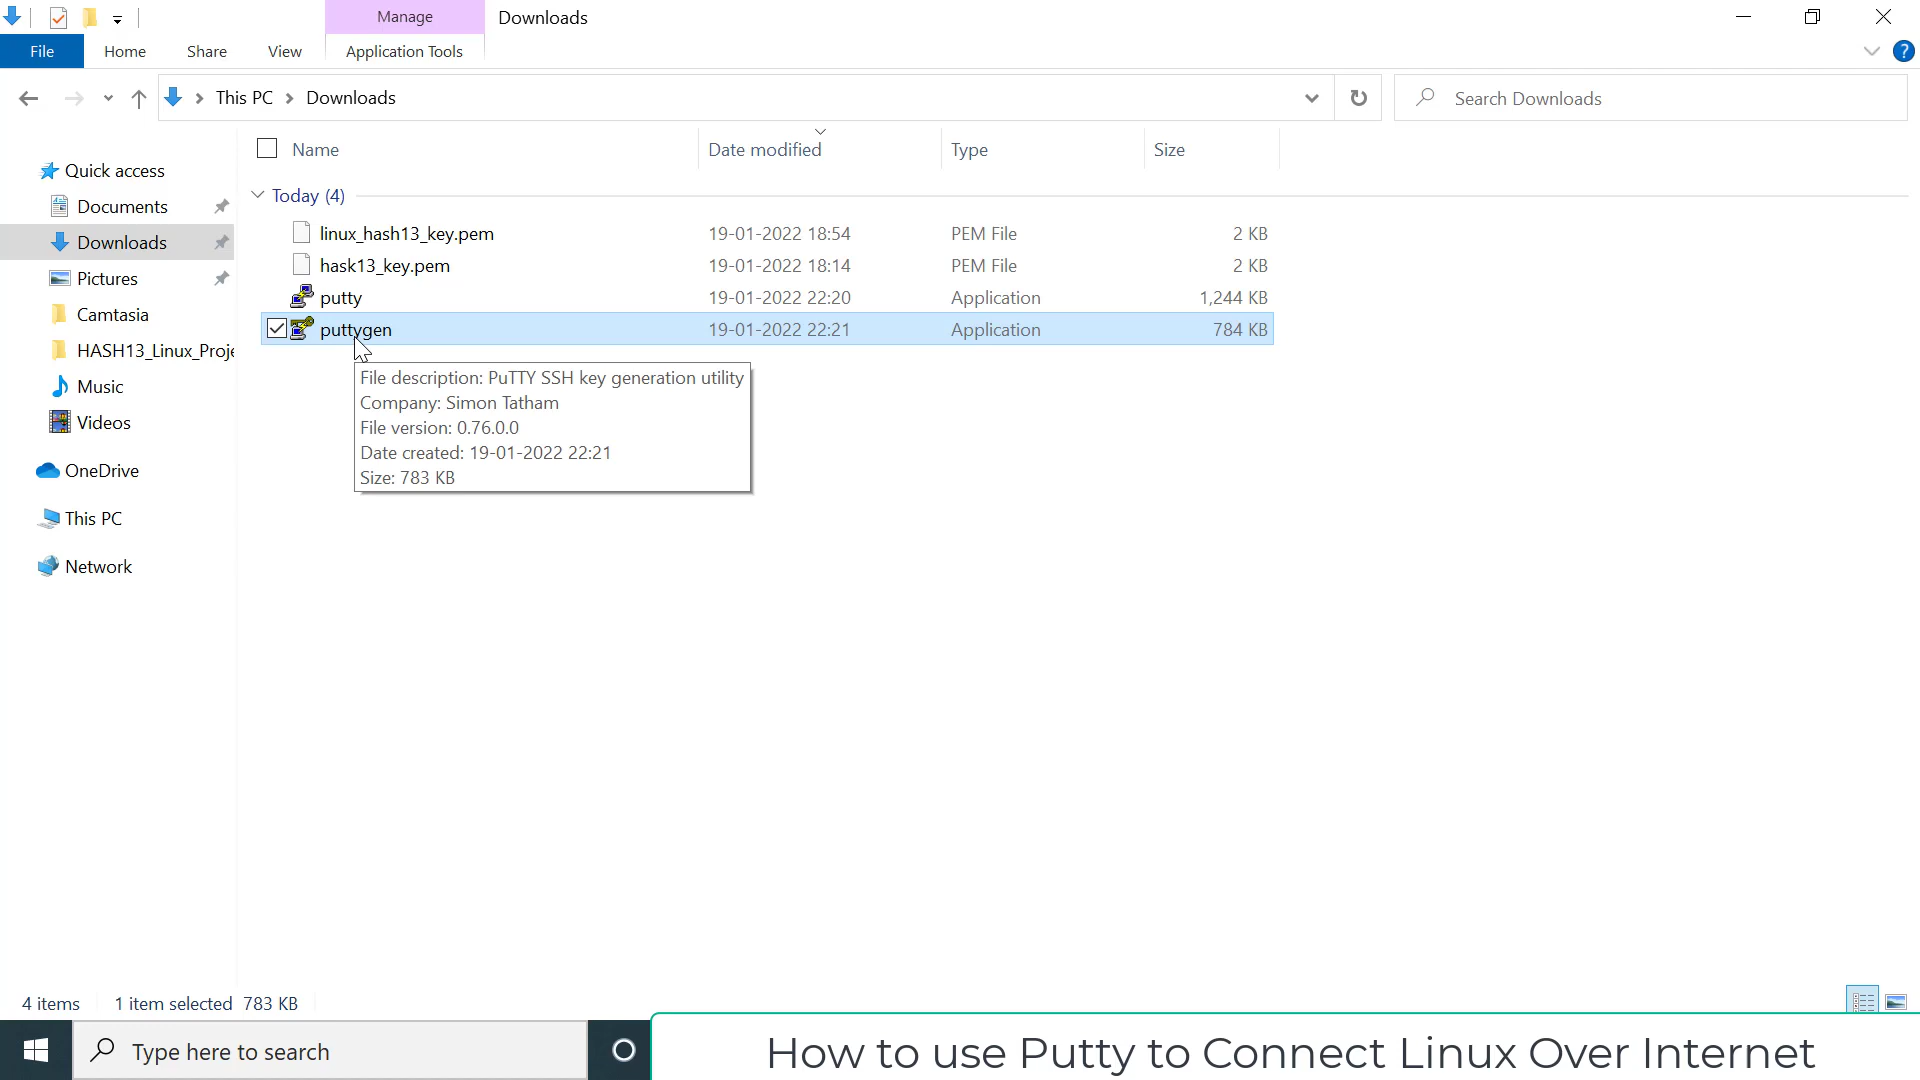 Manage
Downloads
File
Home
Share
View
Application Tools
?
This PC
Downloads
Search Downloads
Name
Date modified
Type
Size
Quick access
Documents
Downloads
Pictures
Camtasia
HASH13_Linux_Proje
Music
Videos
OneDrive
This PC
Network
Today (4)
linux_hash13_key.pem 19-01-2022 18:54 PEM File 2 KB
hask13_key.pem 19-01-2022 18:14 PEM File 2 KB
putty 19-01-2022 22:20 Application 1,244 KB
puttygen 19-01-2022 22:21 Application 784 KB
File description: PuTTY SSH key generation utility
Company: Simon Tatham
File version: 0.76.0.0
Date created: 19-01-2022 22:21
Size: 783 KB
4 items 1 item selected 783 KB
Type here to search
How to use Putty to Connect Linux Over Internet